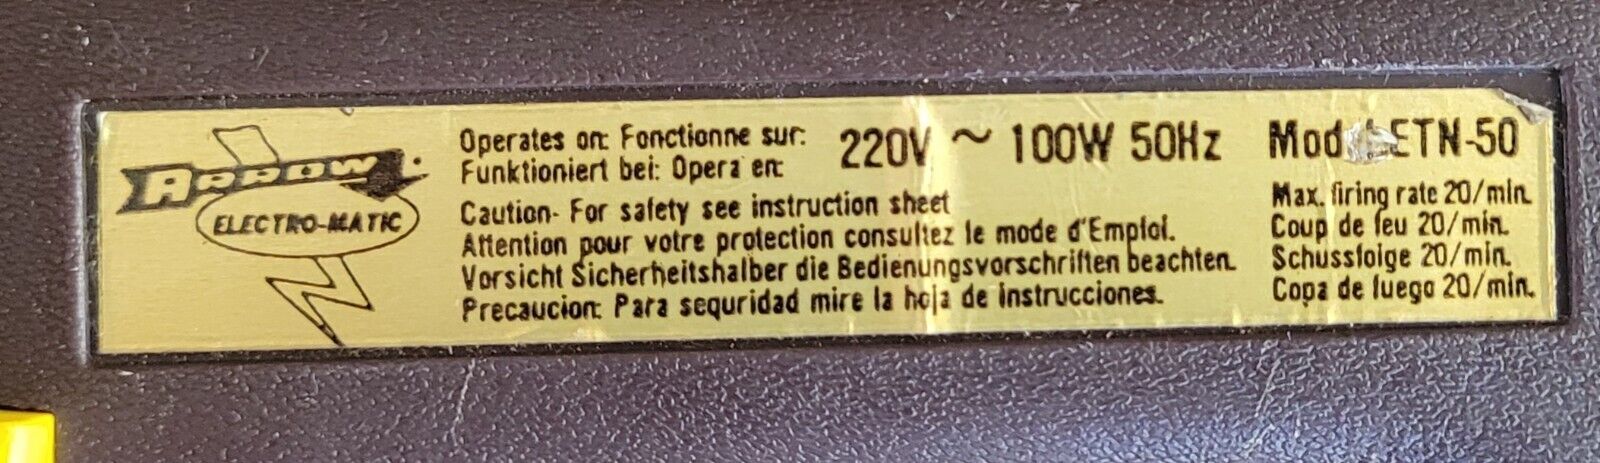 ARROW
ELECTRO-MATIC
Operates on: Fonctionne sur:
Funktioniert bei: Opera en:
220V ~ 100W 50Hz
Caution- For safety see instruction sheet
Attention pour votre protection consultez le mode d'Emploi.
Vorsicht Sicherheitshalber die Bedienungsvorschriften beachten.
Precaucion: Para sequridad mire la hoja de instrucciones.
ETN-50
Max. firing rate 20/min.
Coup de feu 20/min.
Schussfolge 20/min.
Copa de fuego 20/min.